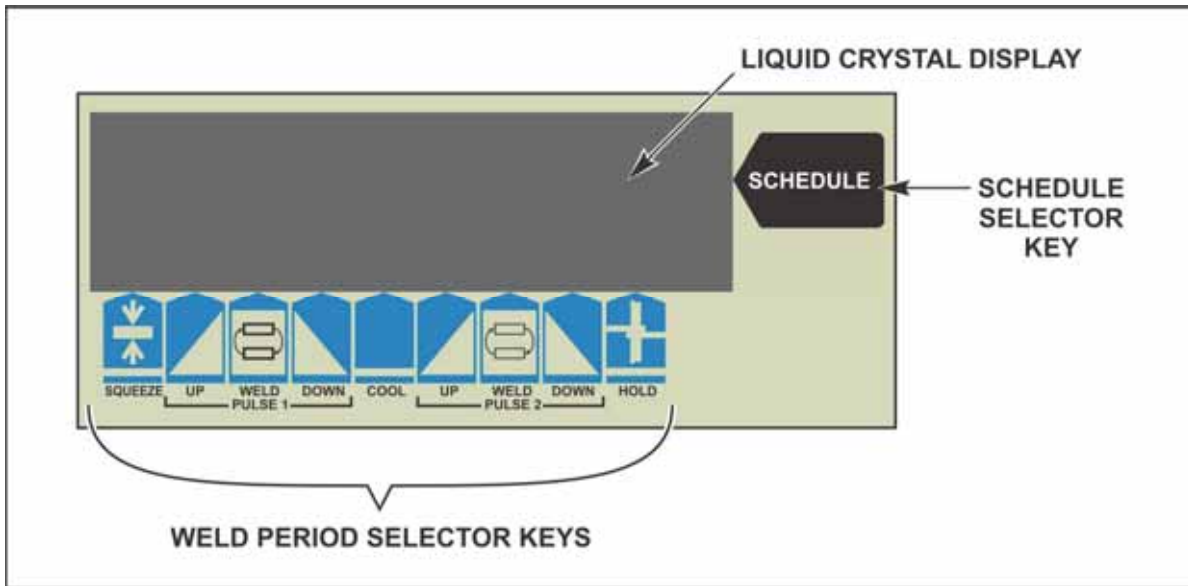 LIQUID CRYSTAL DISPLAY
SCHEDULE
SCHEDULE
SELECTOR
KEY
SQUEEZE UP WELD DOWN COOL UP WELD DOWN HOLD
PULSE 1 PULSE 2
WELD PERIOD SELECTOR KEYS